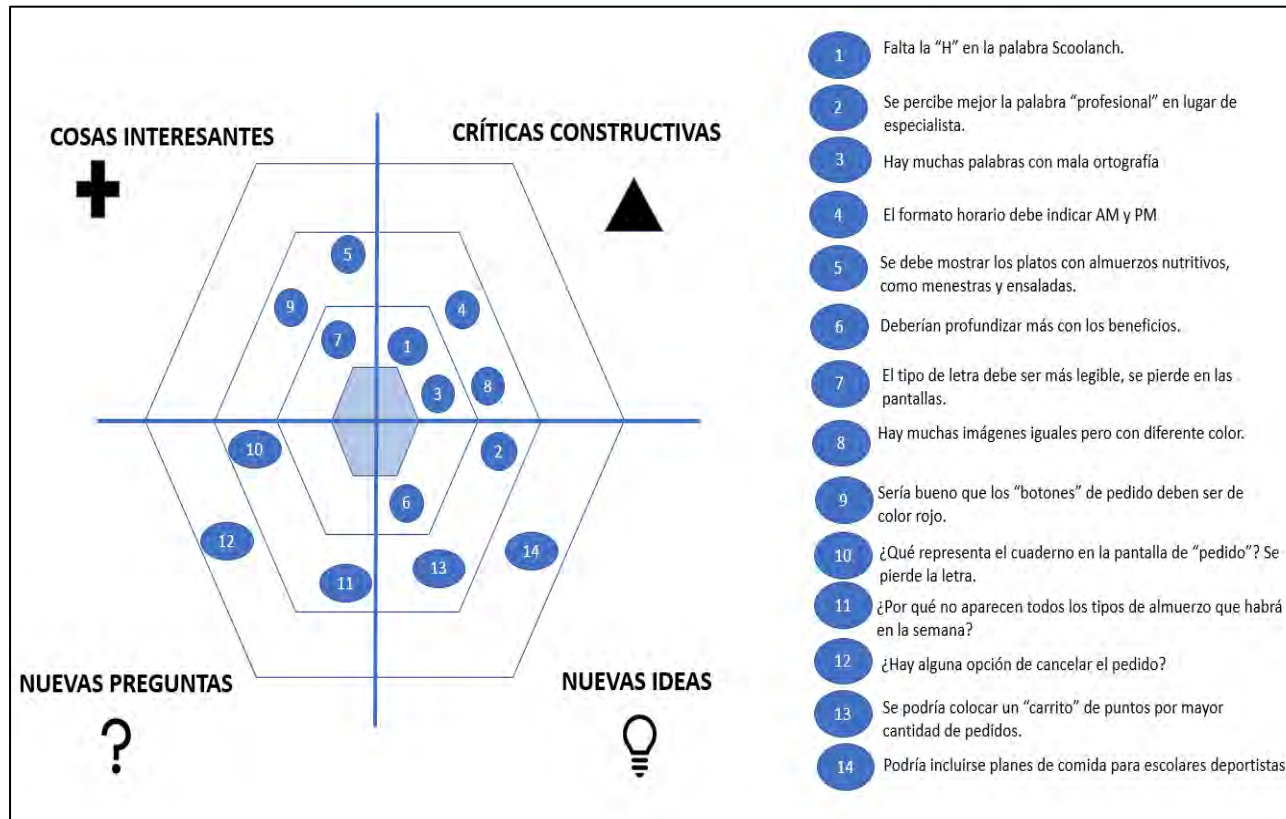 COSAS INTERESANTES
CRÍTICAS CONSTRUCTIVAS
5
9
4
7
1
3
8
10
2
6
12
14
13
11
NUEVAS PREGUNTAS
?
NUEVAS IDEAS
1 Falta la “H” en la palabra Scoolanch.
2 Se percibe mejor la palabra “profesional” en lugar de
especialista.
3 Hay muchas palabras con mala ortografía
4 El formato horario debe indicar AM y PM
5 Se debe mostrar los platos con almuerzos nutritivos,
como menestras y ensaladas.
6 Deberían profundizar más con los beneficios.
7 El tipo de letra debe ser más legible, se pierde en las
pantallas.
8 Hay muchas imágenes iguales pero con diferente color.
9 Sería bueno que los “botones” de pedido deben ser de
color rojo.
10 ¿Qué representa el cuaderno en la pantalla de “pedido”? Se
pierde la letra.
11 ¿Por qué no aparecen todos los tipos de almuerzo que habrá
en la semana?
12 ¿Hay alguna opción de cancelar el pedido?
13 Se podría colocar un “carrito” de puntos por mayor
cantidad de pedidos.
14 Podría incluirse planes de comida para escolares deportistas